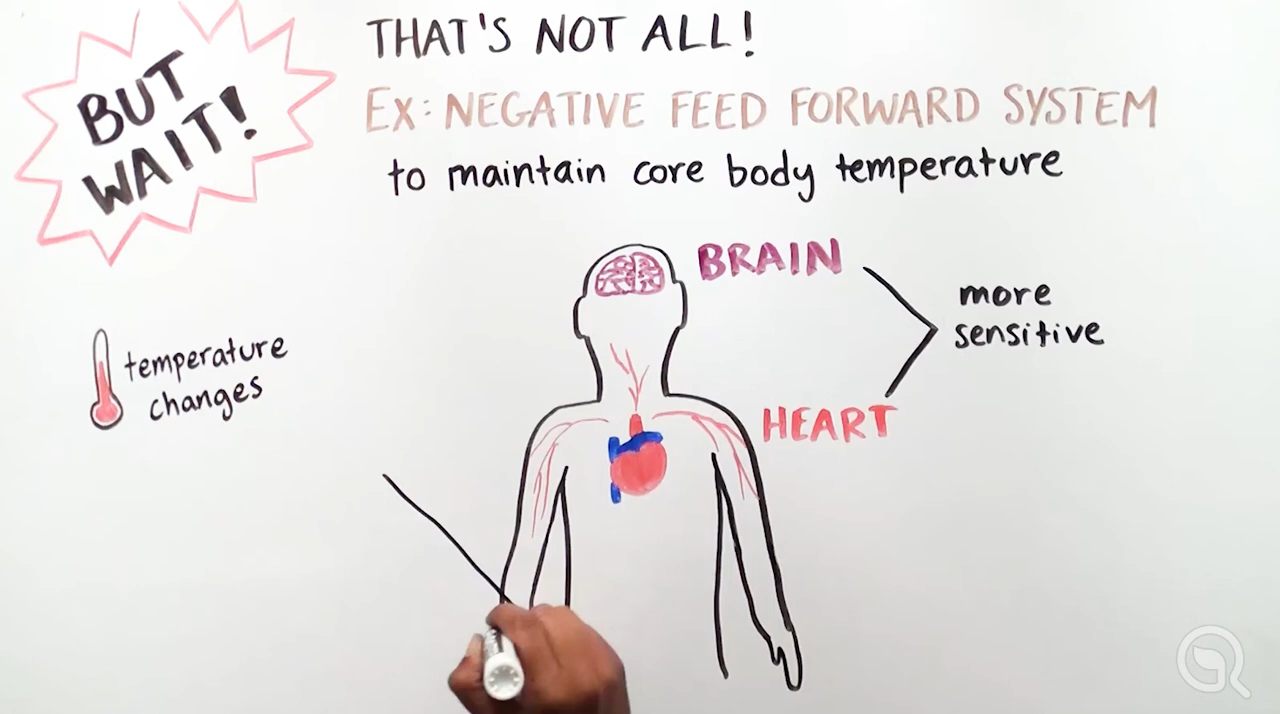 BUT
WAIT!
THAT'S NOT ALL!
Ex: NEGATIVE FEED FORWARD SYSTEM
to maintain core body temperature
BRAIN
more
sensitive
temperature
changes
HEART